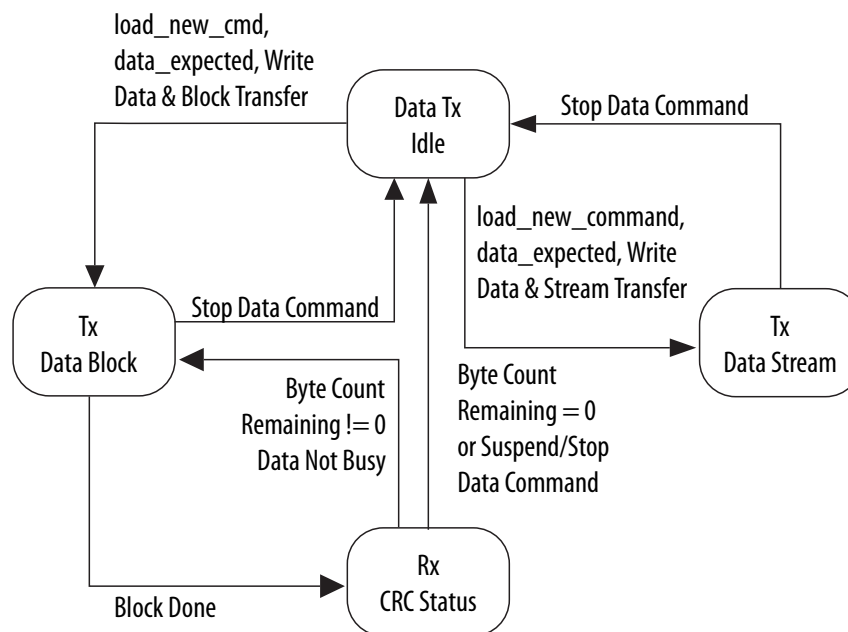 load_new_cmd,
data_expected, Write
Data & Block Transfer
Data Tx
Idle
Stop Data Command
load_new_command,
data_expected, Write
Data & Stream Transfer
Tx
Data Block
Stop Data Command
Tx
Data Stream
Byte Count
Remaining != 0
Data Not Busy
Byte Count
Remaining = 0
or Suspend/Stop
Data Command
Rx
CRC Status
Block Done